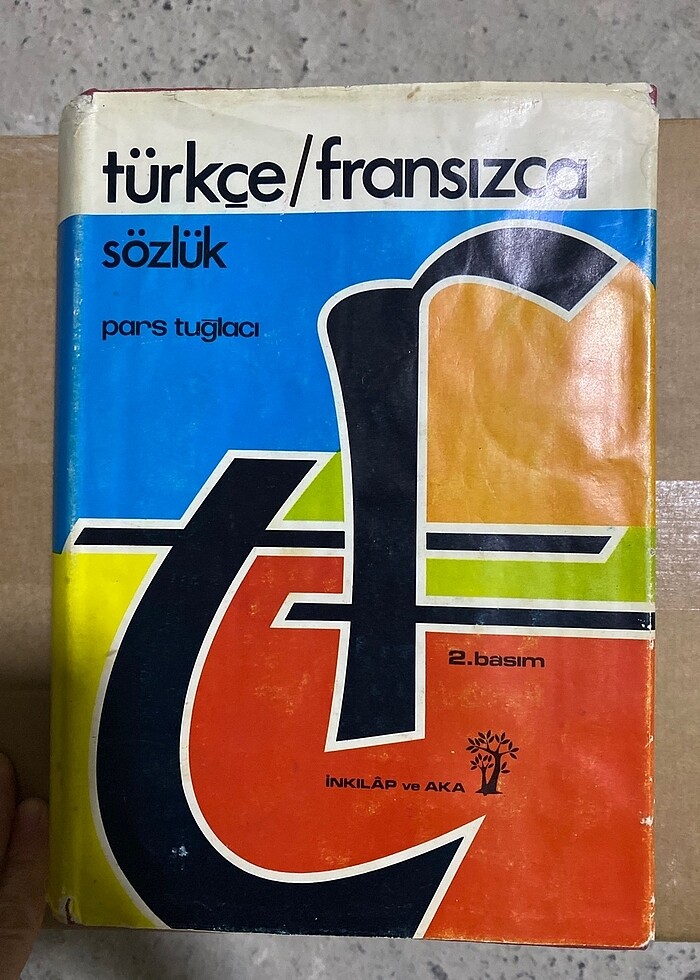 türkçe/fransızca
sözlük
pars tuğlacı
2.basım
İNKILÂP ve AKA